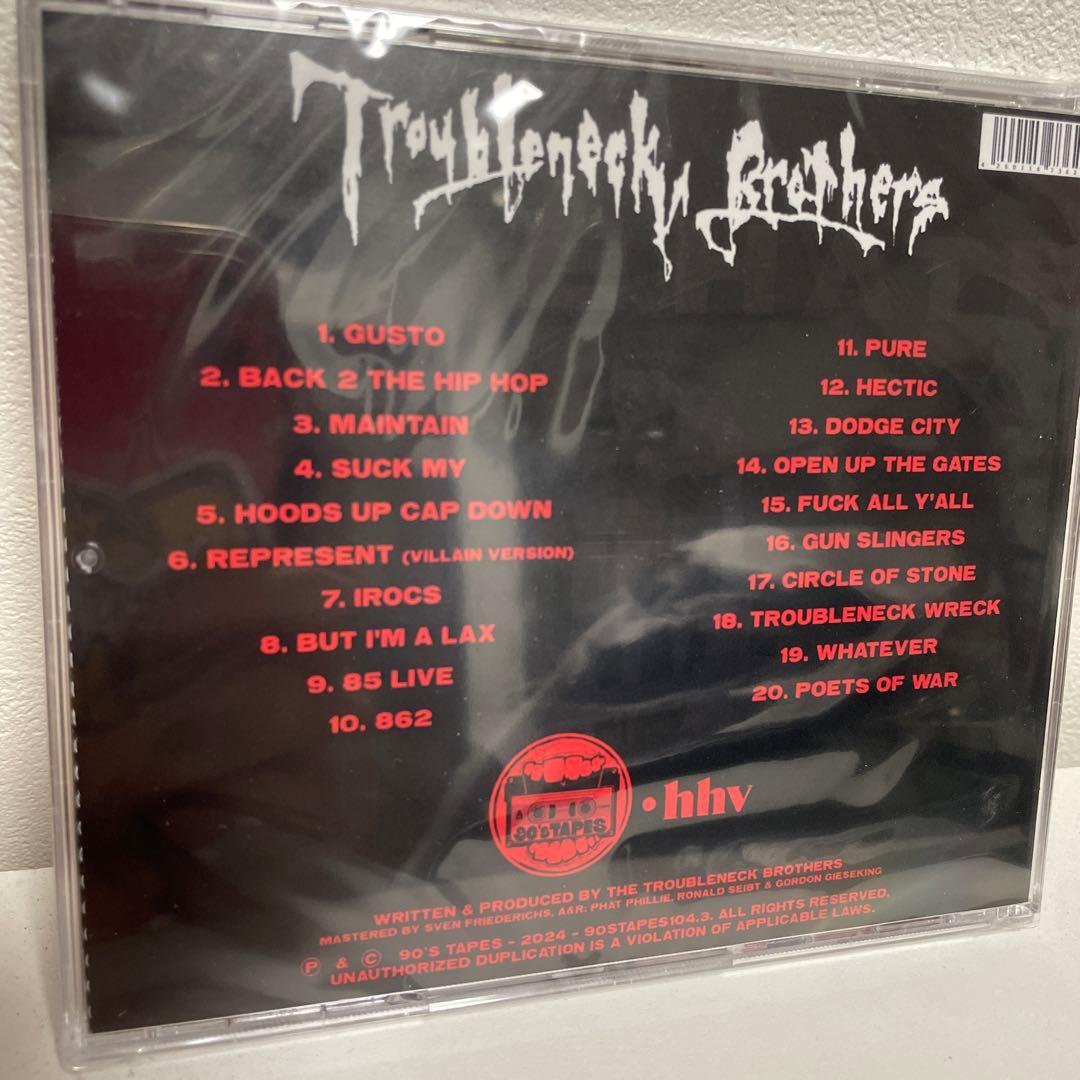 Troubleneck Brothers
1. GUSTO
2. BACK 2 THE HIP HOP
3. MAINTAIN
4. SUCK MY
5. HOODS UP CAP DOWN
6. REPRESENT (VILLAIN VERSION)
7. IROCS
8. BUT I'M A LAX
9. 85 LIVE
10. 862
11. PURE
12. HECTIC
13. DODGE CITY
14. OPEN UP THE GATES
15. FUCK ALL Y'ALL
16. GUN SLINGERS
17. CIRCLE OF STONE
18. TROUBLENECK WRECK
19. WHATEVER
20. POETS OF WAR
90'S TAPES
•hhv
WRITTEN & PRODUCED BY THE TROUBLENECK BROTHERS
MASTERED BY SVEN FRIEDERICHS, A&R: PHAT PHILLIE, RONALD SEIBT & GORDON GIESEKING
Ⓟ & Ⓒ 90'S TAPES - 2024 - 90STAPES104.3. ALL RIGHTS RESERVED.
UNAUTHORIZED DUPLICATION IS A VIOLATION OF APPLICABLE LAWS.